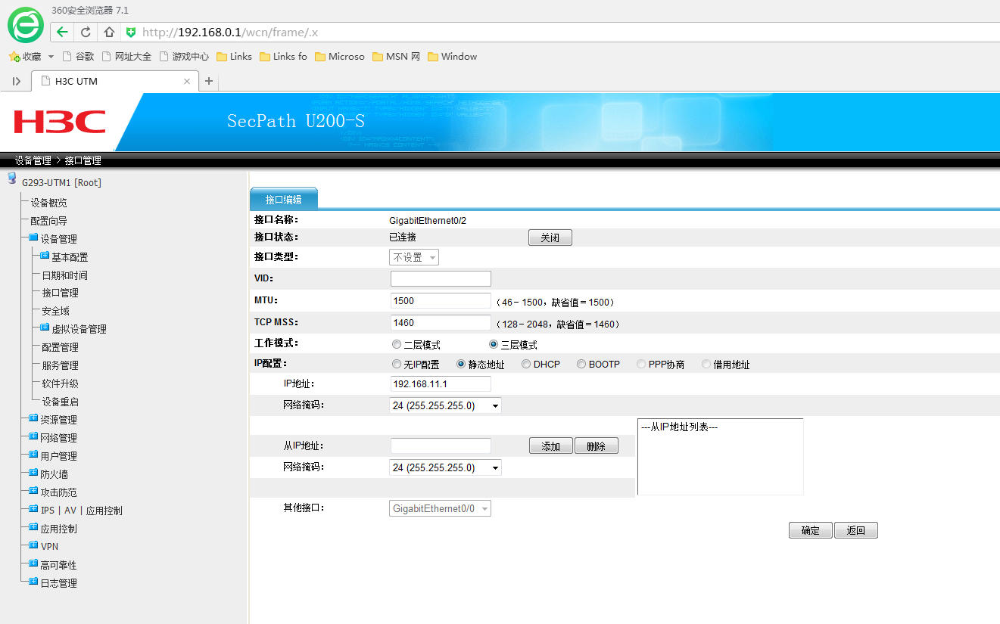 360安全浏览器 7.1
http://192.168.0.1/wcn/frame/.x
收藏 谷歌 网址大全 游戏中心 Links Links fo Microso MSN 网 Window
H3C UTM
H3C SecPath U200-S
设备管理 > 接口管理
G293-UTM1 [Root]
设备概览
配置向导
设备管理
基本配置
日期和时间
接口管理
安全域
虚拟设备管理
配置管理
服务管理
软件升级
设备重启
资源管理
网络管理
用户管理
防火墙
攻击防范
IPS | AV | 应用控制
应用控制
VPN
高可靠性
日志管理
接口编辑
接口名称： GigabitEthernet0/2
接口状态： 已连接 关闭
接口类型： 不设置
VID：
MTU： 1500 （46－1500，缺省值＝1500）
TCP MSS： 1460 （128－2048，缺省值＝1460）
工作模式： 二层模式 三层模式
IP配置： 无IP配置 静态地址 DHCP BOOTP PPP协商 借用地址
IP地址： 192.168.11.1
网络掩码： 24 (255.255.255.0)
---从IP地址列表---
从IP地址： 添加 删除
网络掩码： 24 (255.255.255.0)
其他接口： GigabitEthernet0/0
确定 返回